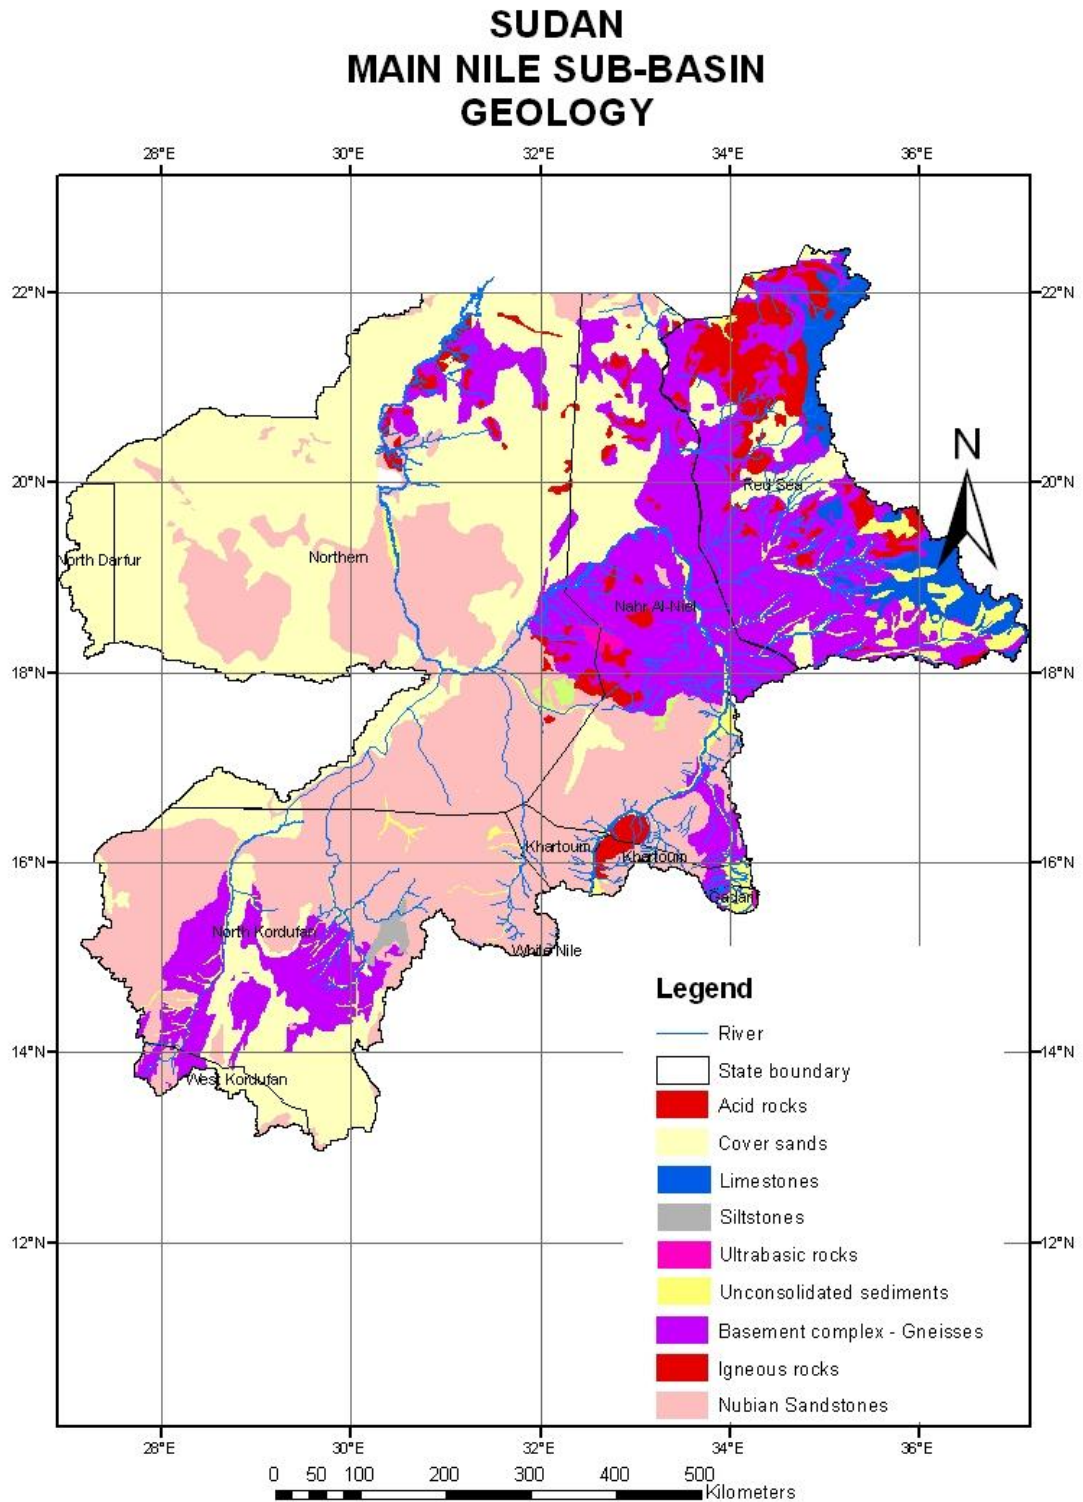 SUDAN
MAIN NILE SUB-BASIN
GEOLOGY
28°E 30°E 32°E 34°E 36°E
22°N 22°N
N
20°N Red Sea 20°N
North Darfur Northern
Nahr Al-Niel
18°N 18°N
Khartoum
16°N Khartoum 16°N
Gadarif
North Kordufan
White Nile
Legend
River
14°N 14°N
State boundary
West Kordufan
Acid rocks
Cover sands
Limestones
Siltstones
12°N 12°N
Ultrabasic rocks
Unconsolidated sediments
Basement complex - Gneisses
Igneous rocks
Nubian Sandstones
28°E 30°E 32°E 34°E 36°E
0 50 100 200 300 400 500
Kilometers